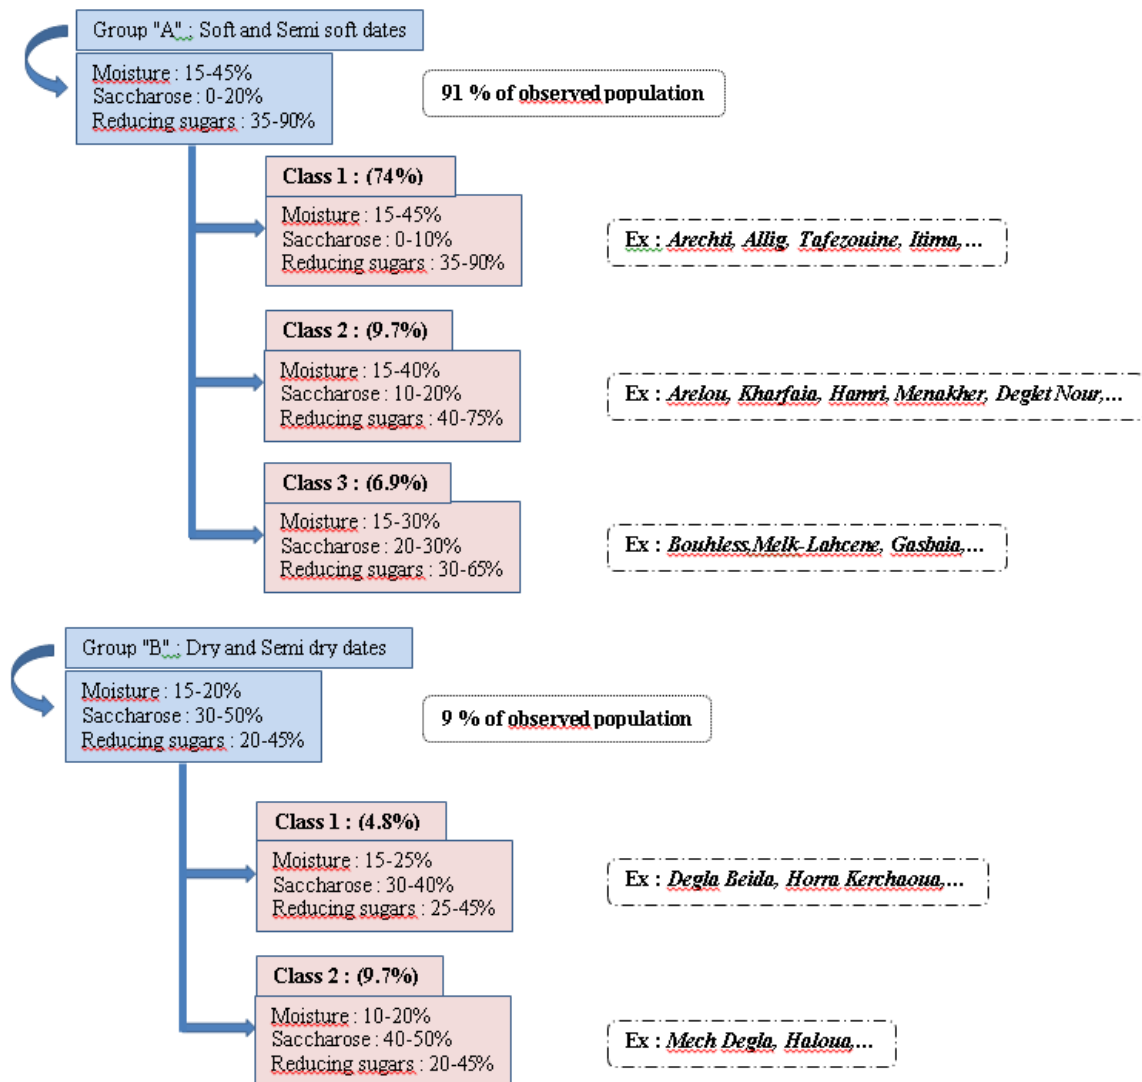 Group "A" ; Soft and Semi soft dates
Moisture : 15-45%
Saccharose : 0-20%
Reducing sugars : 35-90%
91 % of observed population
Class 1 : (74%)
Moisture : 15-45%
Saccharose : 0-10%
Reducing sugars : 35-90%
Ex : Arechti, Allig, Tafezouine, Itima,...
Class 2 : (9.7%)
Moisture : 15-40%
Saccharose : 10-20%
Reducing sugars : 40-75%
Ex : Arelou, Kharfaia, Hamri, Menakher, Deglet Nour,...
Class 3 : (6.9%)
Moisture : 15-30%
Saccharose : 20-30%
Reducing sugars : 30-65%
Ex : Bouhless,Melk-Lahcene, Gasbaia,...
Group "B" ; Dry and Semi dry dates
Moisture : 15-20%
Saccharose : 30-50%
Reducing sugars : 20-45%
9 % of observed population
Class 1 : (4.8%)
Moisture : 15-25%
Saccharose : 30-40%
Reducing sugars : 25-45%
Ex : Degla Beida, Horra Kerchaoua,...
Class 2 : (9.7%)
Moisture : 10-20%
Saccharose : 40-50%
Reducing sugars : 20-45%
Ex : Mech Degla, Haloua,...